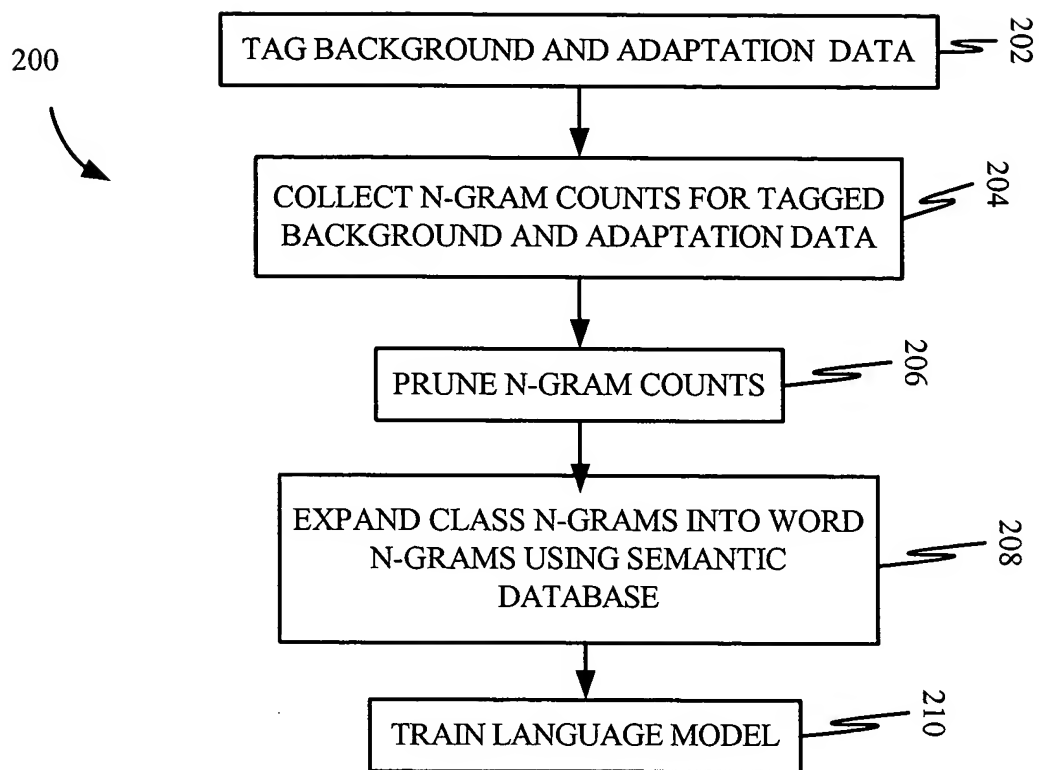 200
TAG BACKGROUND AND ADAPTATION DATA
202
COLLECT N-GRAM COUNTS FOR TAGGED
BACKGROUND AND ADAPTATION DATA
204
PRUNE N-GRAM COUNTS
206
EXPAND CLASS N-GRAMS INTO WORD
N-GRAMS USING SEMANTIC
DATABASE
208
TRAIN LANGUAGE MODEL
210